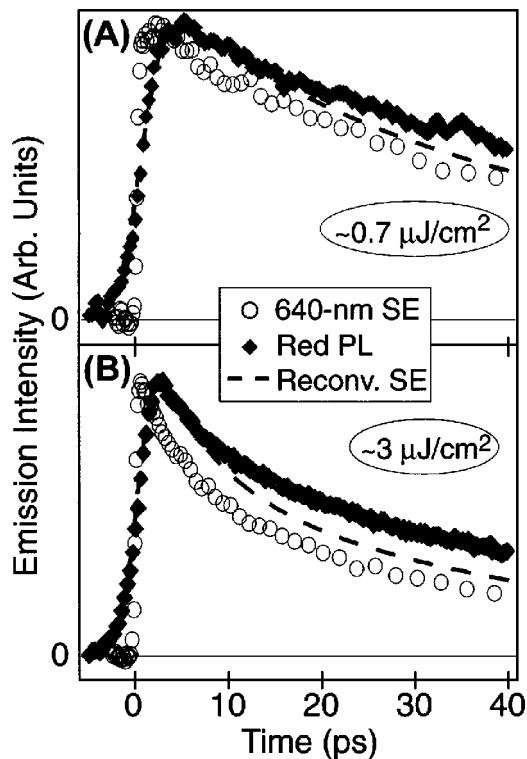 (A)
~0.7 μJ/cm²
0
640-nm SE
Red PL
Reconv. SE
(B)
~3 μJ/cm²
0
0 10 20 30 40
Time (ps)
Emission Intensity (Arb. Units)